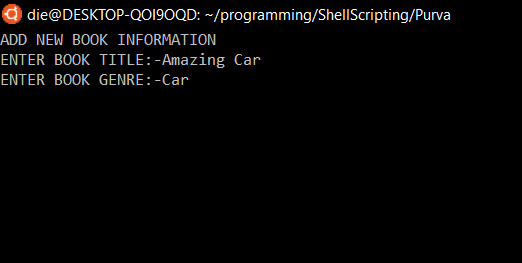 die@DESKTOP-QOI9OQD: ~/programming/ShellScripting/Purva
ADD NEW BOOK INFORMATION
ENTER BOOK TITLE:-Amazing Car
ENTER BOOK GENRE:-Car